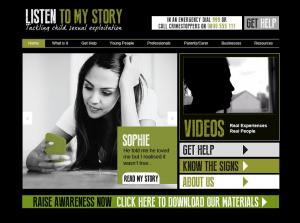 LISTEN TO MY STORY
Tackling child sexual exploitation
IN AN EMERGENCY DIAL 999 OR
CALL CRIMESTOPPERS ON 0800 555 111
GET HELP
Home
What is it
Get Help
Young People
Professionals
Parents/Carer
Businesses
Resources
SOPHIE
He told me he loved
me but I realised it
wasn't true...
READ MY STORY
VIDEOS
Real Experiences
Real People
GET HELP
KNOW THE SIGNS
ABOUT US
RAISE AWARENESS NOW CLICK HERE TO DOWNLOAD OUR MATERIALS